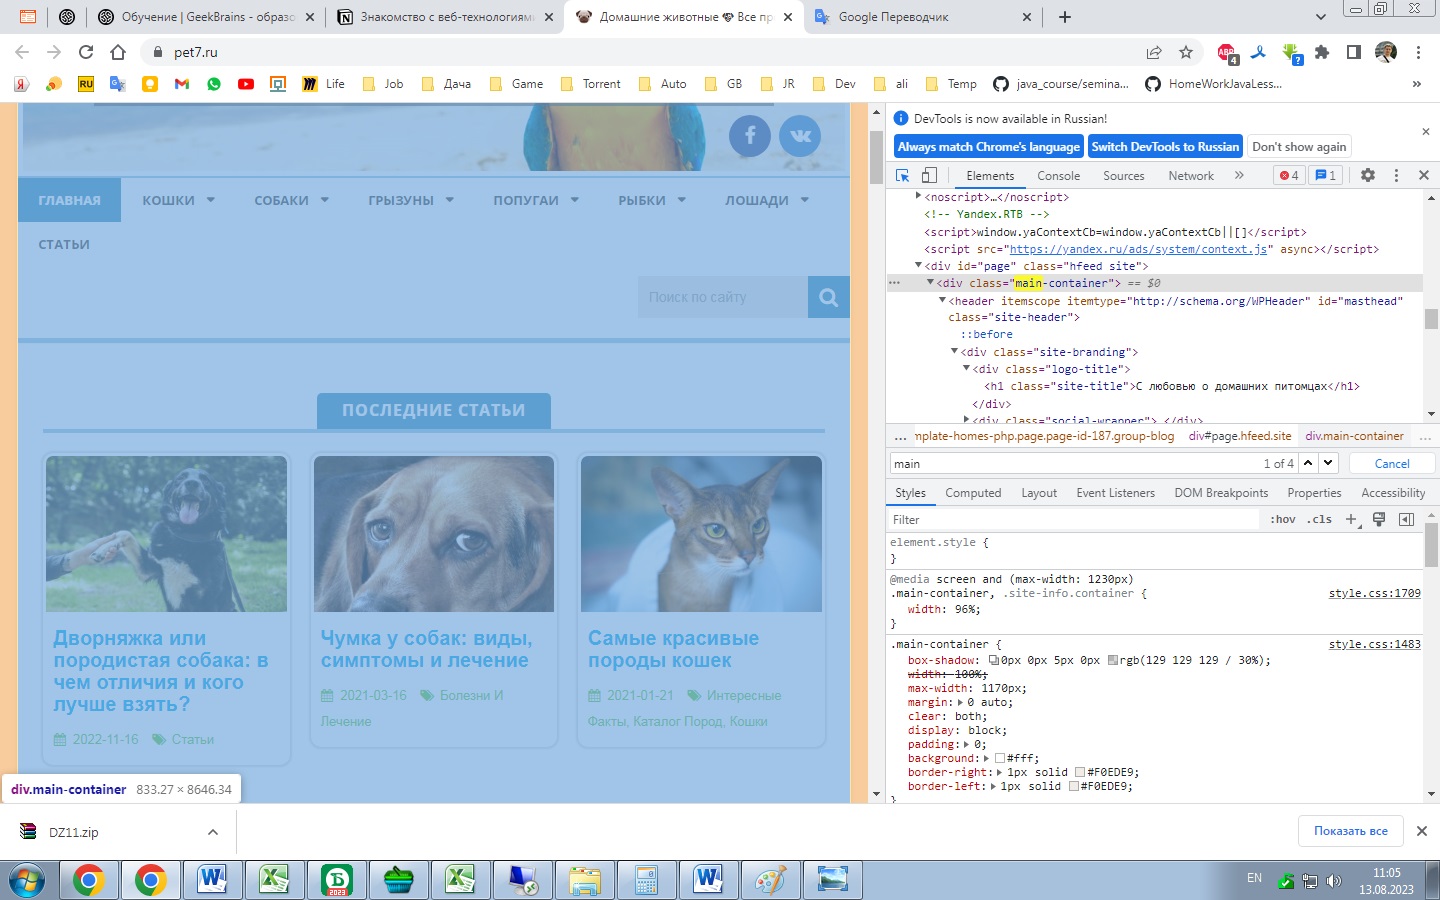 Обучение | GeekBrains - образо
Знакомство с веб-технологиями
Домашние животные 💎 Все пр
Google Переводчик
pet7.ru
ABP
4
?
Я
RU
Life
Job
Дача
Game
Torrent
Auto
GB
JR
Dev
ali
Temp
java_course/semina...
HomeWorkJavaLess...
»
ГЛАВНАЯ
КОШКИ
СОБАКИ
ГРЫЗУНЫ
ПОПУГАИ
РЫБКИ
ЛОШАДИ
СТАТЬИ
Поиск по сайту
ПОСЛЕДНИЕ СТАТЬИ
Дворняжка или
породистая собака: в
чем отличия и кого
лучше взять?
2022-11-16 Статьи
Чумка у собак: виды,
симптомы и лечение
2021-03-16 Болезни И
Лечение
Самые красивые
породы кошек
2021-01-21 Интересные
Факты, Каталог Пород, Кошки
div.main-container 833.27 × 8646.34
DevTools is now available in Russian!
Always match Chrome's language
Switch DevTools to Russian
Don't show again
Elements
Console
Sources
Network
»
4
1
<noscript>…</noscript>
<!-- Yandex.RTB -->
<script>window.yaContextCb=window.yaContextCb||[]</script>
<script src="https://yandex.ru/ads/system/context.js" async></script>
<div id="page" class="hfeed site">
<div class="main-container"> == $0
<header itemscope itemtype="http://schema.org/WPHeader" id="masthead"
class="site-header">
::before
<div class="site-branding">
<div class="logo-title">
<h1 class="site-title">С любовью о домашних питомцах</h1>
</div>
<div class="social-wrapper"> </div>
... mplate-homes-php.page.page-id-187.group-blog div#page.hfeed.site div.main-container ...
main
1 of 4
Cancel
Styles
Computed
Layout
Event Listeners
DOM Breakpoints
Properties
Accessibility
Filter
:hov
.cls
element.style {
}
@media screen and (max-width: 1230px)
.main-container, .site-info.container {
style.css:1709
width: 96%;
}
.main-container {
style.css:1483
box-shadow: 0px 0px 5px 0px rgb(129 129 129 / 30%);
width: 100%;
max-width: 1170px;
margin: 0 auto;
clear: both;
display: block;
padding: 0;
background: #fff;
border-right: 1px solid #F0EDE9;
border-left: 1px solid #F0EDE9;
}
DZ11.zip
Показать все
Б
2023
EN
11:05
13.08.2023